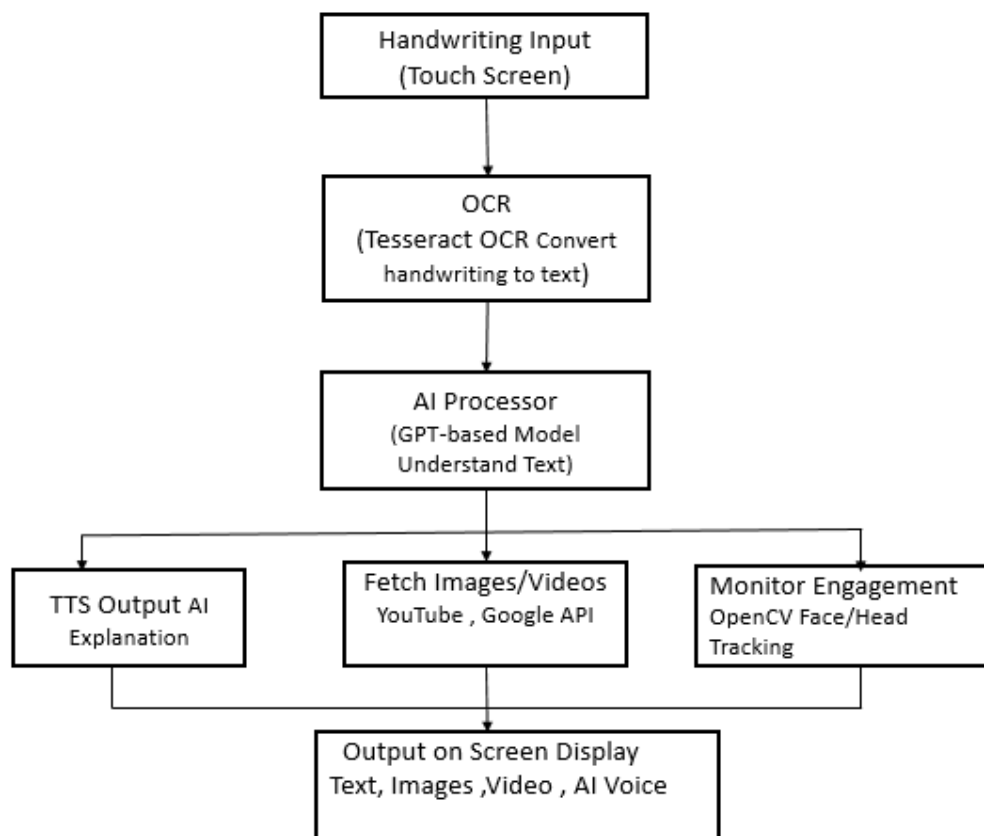 Handwriting Input
(Touch Screen)
OCR
(Tesseract OCR Convert
handwriting to text)
AI Processor
(GPT-based Model
Understand Text)
TTS Output AI
Explanation
Fetch Images/Videos
YouTube , Google API
Monitor Engagement
OpenCV Face/Head
Tracking
Output on Screen Display
Text, Images ,Video , AI Voice